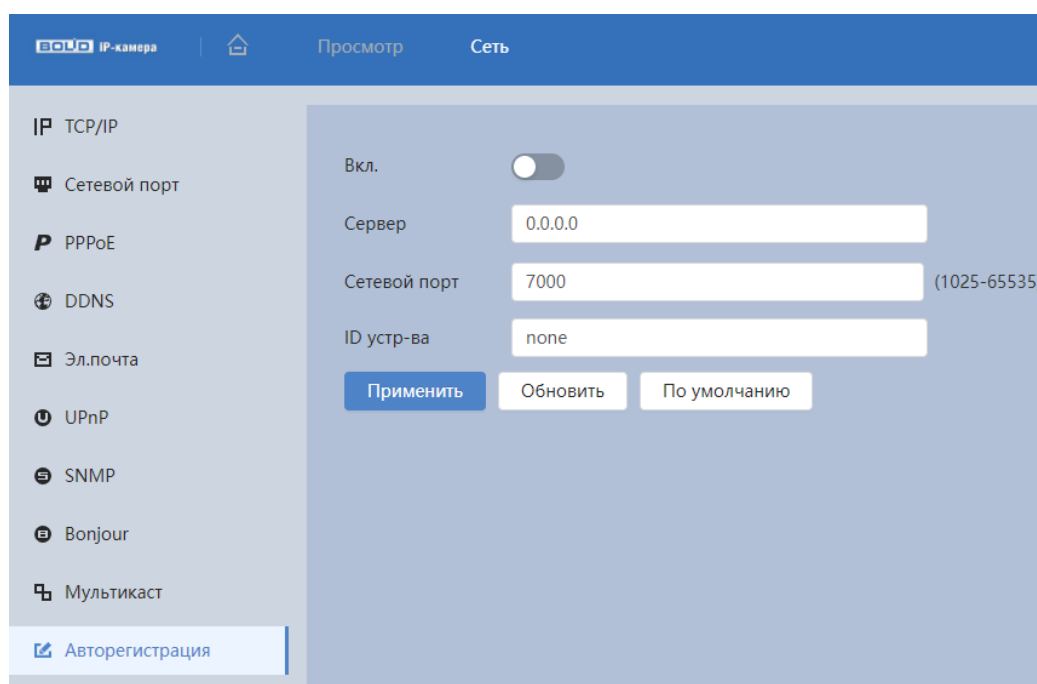 BOLID IP-камера
Просмотр
Сеть
TCP/IP
Сетевой порт
PPPoE
DDNS
Эл.почта
UPnP
SNMP
Bonjour
Мультикаст
Авторегистрация
Вкл.
Сервер 0.0.0.0
Сетевой порт 7000 (1025-65535
ID устр-ва none
Применить Обновить По умолчанию